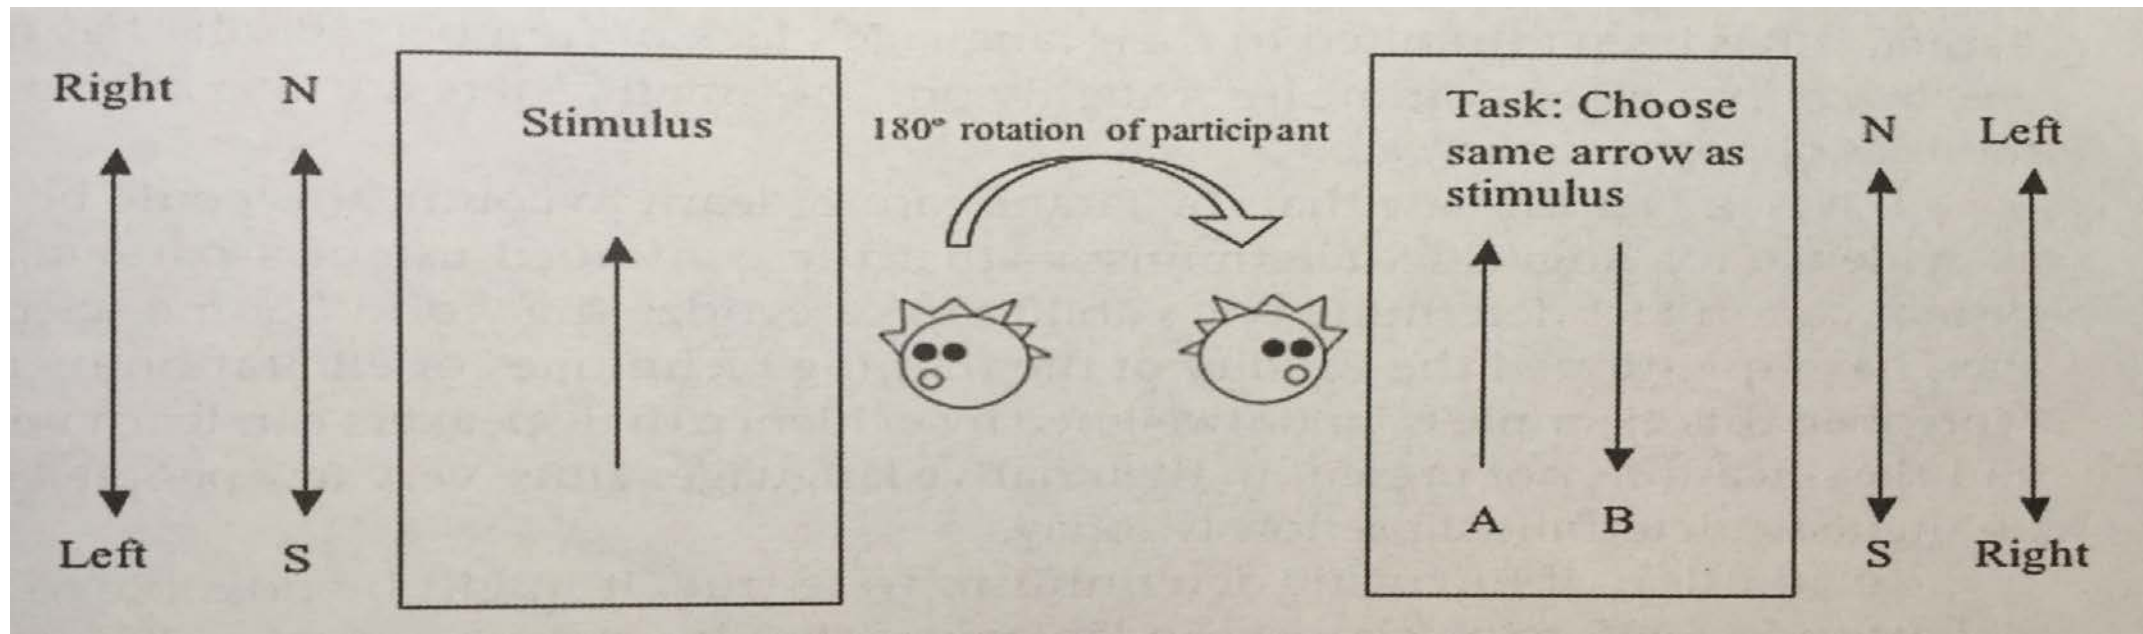 Right
N
Left
S
Stimulus
180° rotation of participant
Task: Choose
same arrow as
stimulus
A
B
N
Left
S
Right